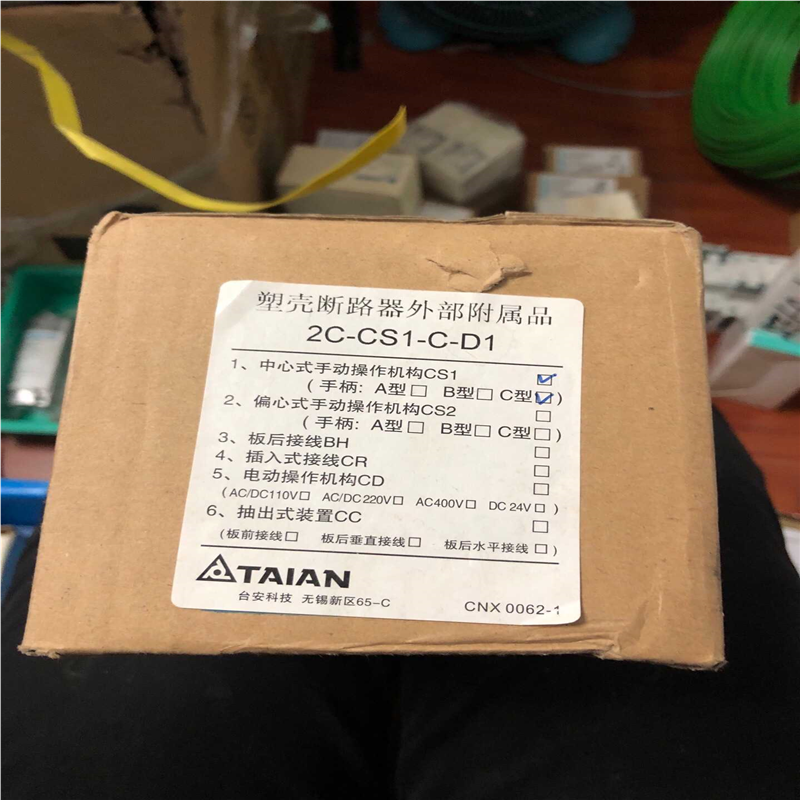 塑壳断路器外部附属品
2C-CS1-C-D1
1、中心式手动操作机构CS1 ☑
(手柄：A型□ B型□ C型☑)
2、偏心式手动操作机构CS2 □
(手柄：A型□ B型□ C型□)
3、板后接线BH □
4、插入式接线CR □
5、电动操作机构CD □
(AC/DC110V□ AC/DC220V□ AC400V□ DC24V□)
6、抽出式装置CC □
(板前接线□ 板后垂直接线□ 板后水平接线□)
TAIAN
台安科技 无锡新区65-C
CNX 0062-1